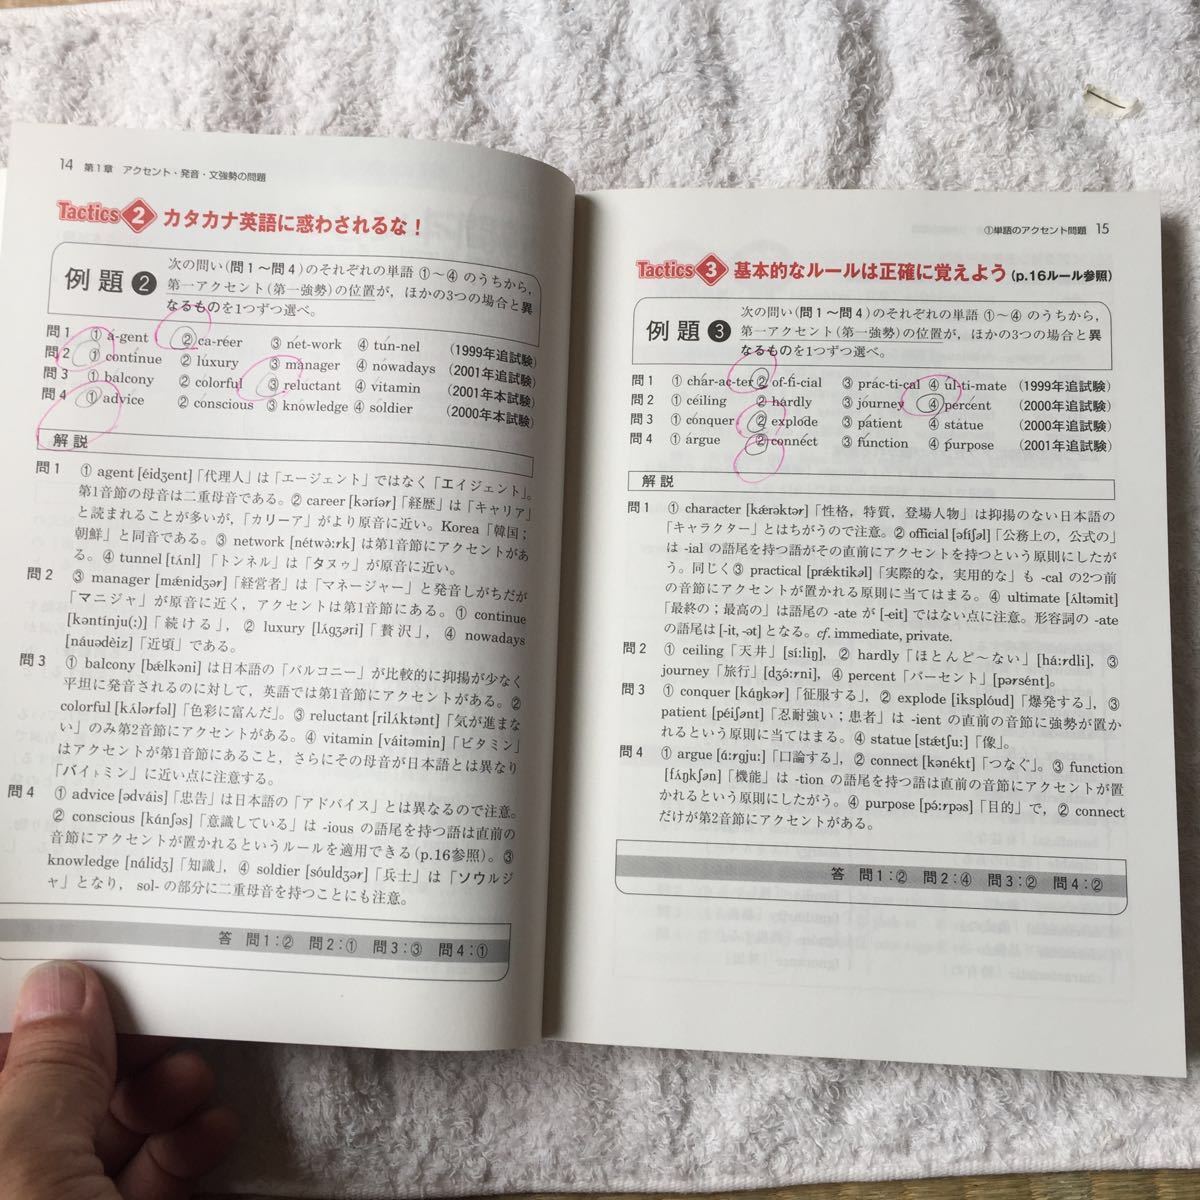 14 第1章 アクセント・発音・文強勢の問題
Tactics 2 カタカナ英語に惑わされるな！
例題 ❷ 次の問い(問1～問4)のそれぞれの単語 ①～④ のうちから,
第一アクセント(第一強勢)の位置が, ほかの3つの場合と異
なるものを1つずつ選べ。
問1 ① a-gent ② ca-reer ③ net-work ④ tun-nel (1999年追試験)
問2 ① continue ② luxury ③ manager ④ nowadays (2001年追試験)
問3 ① balcony ② colorful ③ reluctant ④ vitamin (2001年本試験)
問4 ① advice ② conscious ③ knowledge ④ soldier (2000年本試験)
解説
問1 ① agent [éidʒent]「代理人」は「エージェント」ではなく「エイジェント」。
第1音節の母音は二重母音である。② career [kəríər]「経歴」は「キャリア」
と読まれることが多いが,「カリーア」がより原音に近い。Korea「韓国；
朝鮮」と同音である。③ network [nétwə̀ːrk] は第1音節にアクセントがあ
る。④ tunnel [tʌ́nl]「トンネル」は「タヌゥ」が原音に近い。
問2 ③ manager [mǽnidʒər]「経営者」は「マネージャー」と発音しがちだが
「マニジャ」が原音に近く, アクセントは第1音節にある。① continue
[kəntínju(ː)]「続ける」, ② luxury [lʌ́gʒəri]「贅沢」, ④ nowadays
[náuədèiz]「近頃」である。
問3 ① balcony [bǽlkəni] は日本語の「バルコニー」が比較的に抑揚が少なく
平坦に発音されるのに対して, 英語では第1音節にアクセントがある。②
colorful [kʌ́lərfəl]「色彩に富んだ」。③ reluctant [rilʌ́ktənt]「気が進まな
い」のみ第2音節にアクセントがある。④ vitamin [váitəmin]「ビタミン」
はアクセントが第1音節にあること, さらにその母音が日本語とは異なり
「バイトミン」に近い点に注意する。
問4 ① advice [ədváis]「忠告」は日本語の「アドバイス」とは異なるので注意。
② conscious [kánʃəs]「意識している」は -ious の語尾を持つ語は直前の
音節にアクセントが置かれるというルールを適用できる(p.16参照)。③
knowledge [nálidʒ]「知識」, ④ soldier [sóuldʒər]「兵士」は「ソウルジ
ャ」となり, sol- の部分に二重母音を持つことにも注意。
答 問1：② 問2：① 問3：③ 問4：①
①単語のアクセント問題 15
Tactics 3 基本的なルールは正確に覚えよう (p.16ルール参照)
例題 ❸ 次の問い(問1～問4)のそれぞれの単語 ①～④ のうちから,
第一アクセント(第一強勢)の位置が, ほかの3つの場合と異
なるものを1つずつ選べ。
問1 ① char-ac-ter ② of-fi-cial ③ prac-ti-cal ④ ul-ti-mate (1999年追試験)
問2 ① ceiling ② hardly ③ journey ④ percent (2000年追試験)
問3 ① conquer ② explode ③ patient ④ statue (2000年追試験)
問4 ① argue ② connect ③ function ④ purpose (2001年追試験)
解説
問1 ① character [kǽrəktər]「性格, 特質, 登場人物」は抑揚のない日本語の
「キャラクター」とはちがうので注意。② official [əfíʃəl]「公務上の, 公式の」
は -ial の語尾を持つ語がその直前にアクセントを持つという原則にしたが
う。同じく③ practical [prǽktikəl]「実際的な, 実用的な」も -cal の2つ前
の音節にアクセントが置かれる原則に当てはまる。④ ultimate [ʌ́ltəmit]
「最終の；最高の」は語尾の -ate が [-eit] ではない点に注意。形容詞の -ate
の語尾は [-it, -ət] となる。cf. immediate, private.
問2 ① ceiling「天井」[síːliŋ], ② hardly「ほとんど～ない」[háːrdli], ③
journey「旅行」[dʒə́ːrni], ④ percent「パーセント」[pərsént]。
問3 ① conquer [káŋkər]「征服する」, ② explode [iksplóud]「爆発する」, ③
patient [péiʃənt]「忍耐強い；患者」は -ient の直前の音節に強勢が置か
れるという原則に当てはまる。④ statue [stǽtʃuː]「像」。
問4 ① argue [áːrgjuː]「口論する」, ② connect [kənékt]「つなぐ」。③ function
[fʌ́ŋkʃən]「機能」は -tion の語尾を持つ語は直前の音節にアクセントが置
かれるという原則にしたがう。④ purpose [pə́ːrpəs]「目的」で, ② connect
だけが第2音節にアクセントがある。
答 問1：② 問2：④ 問3：② 問4：②